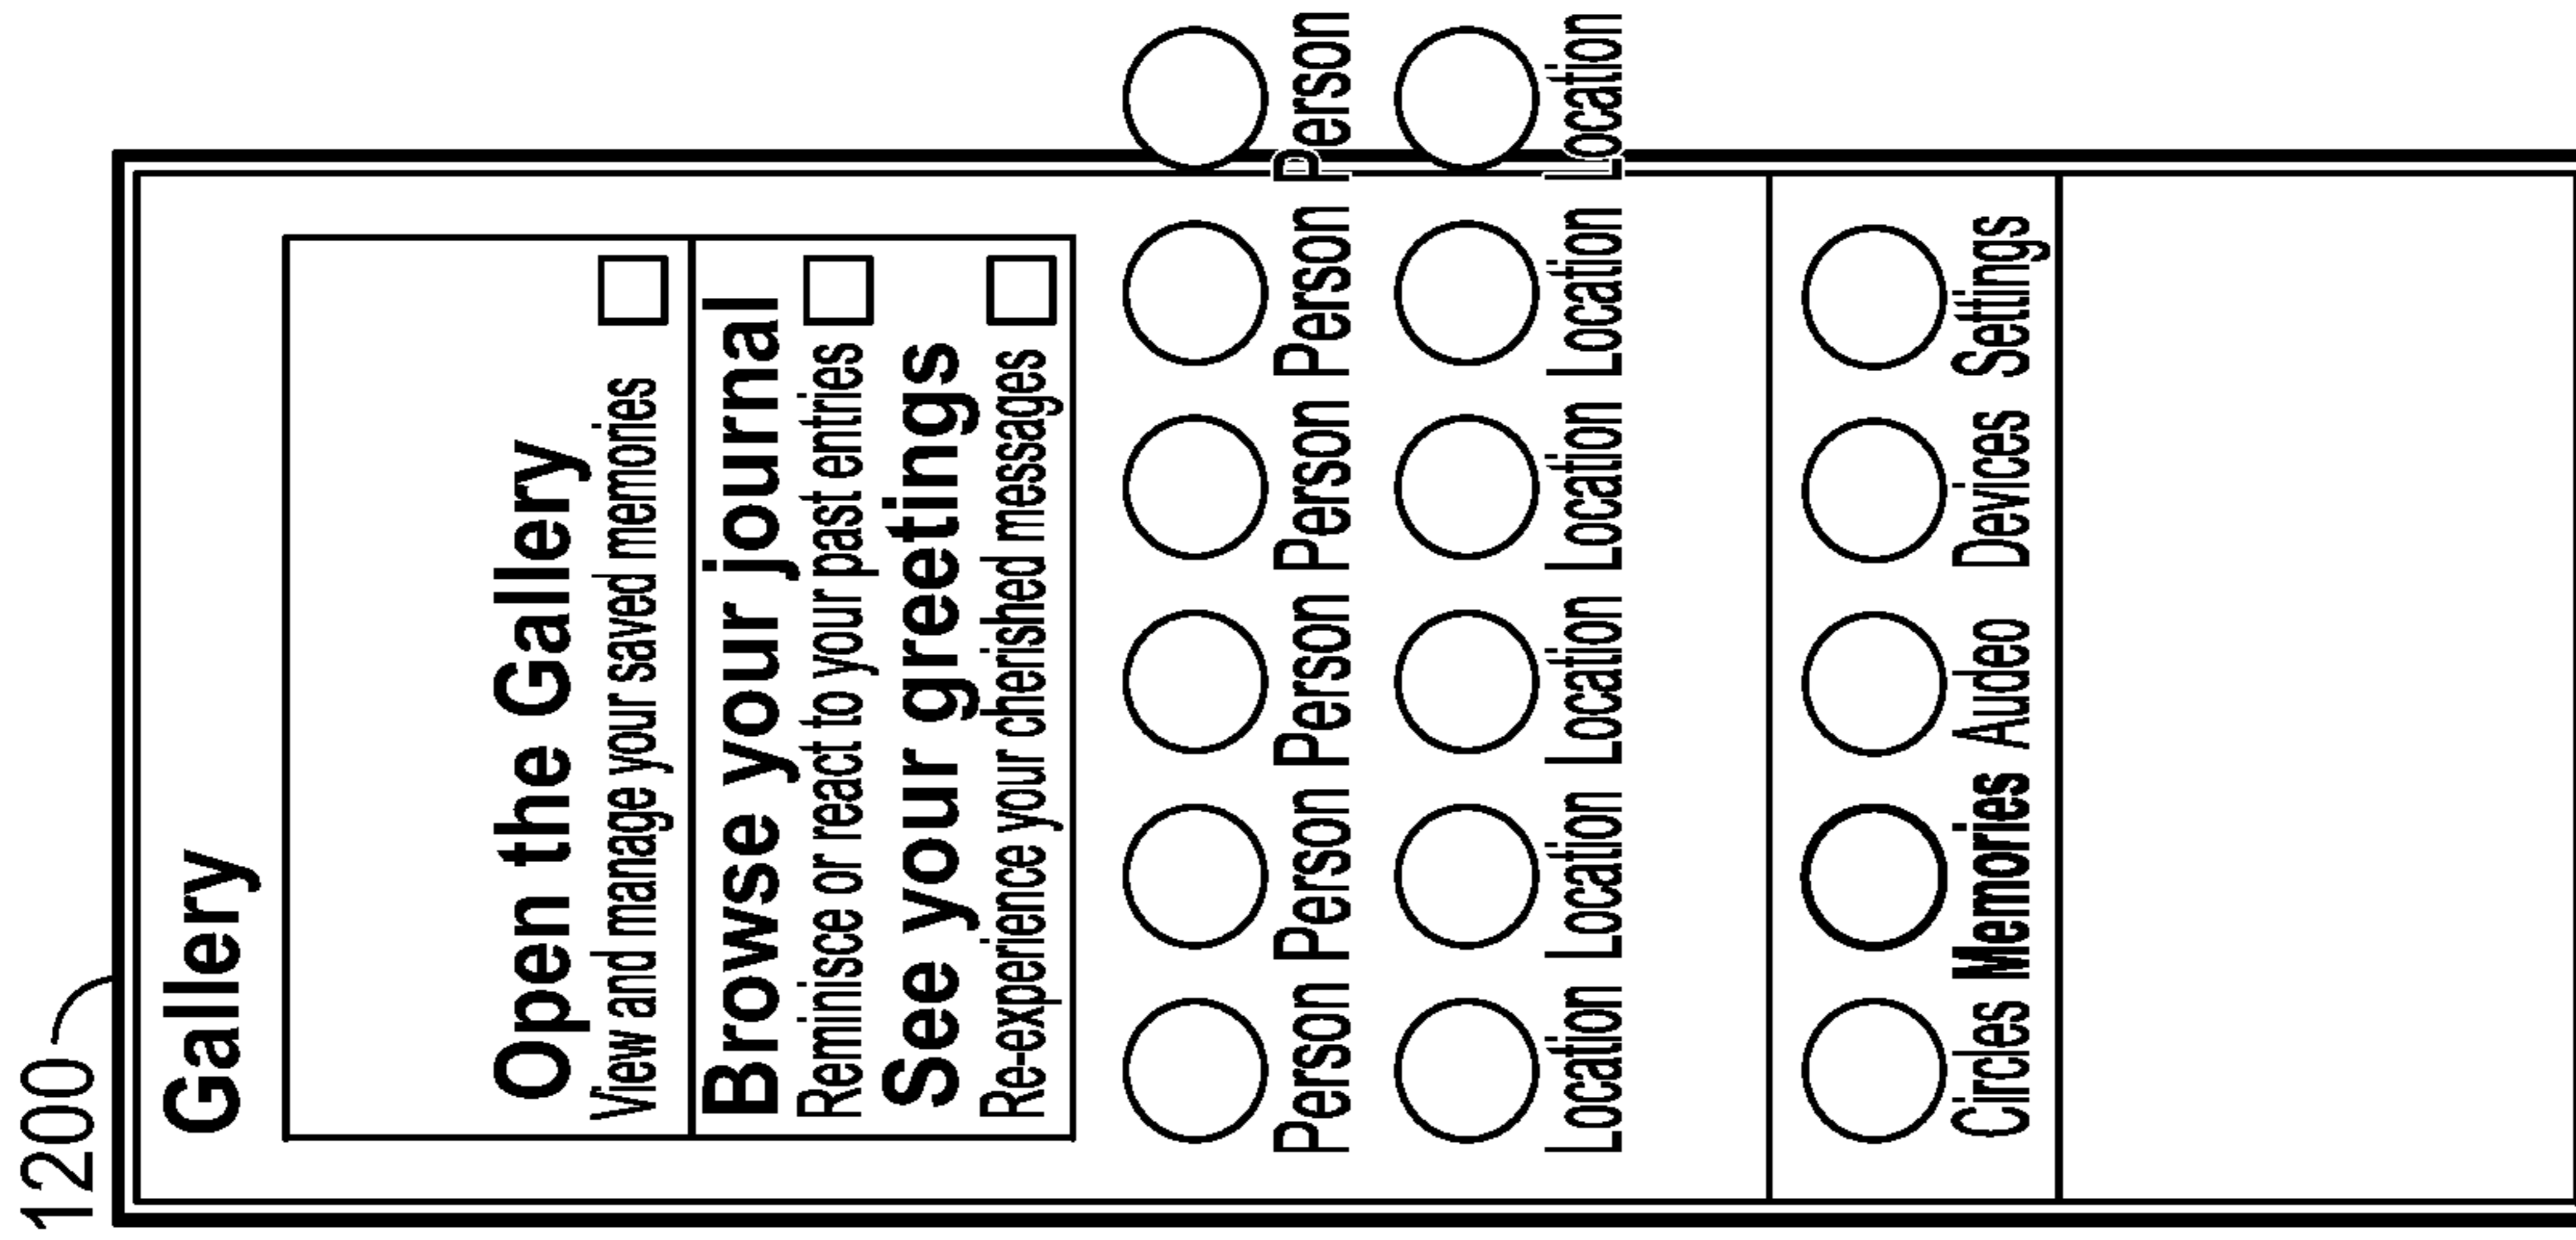 1200
Gallery
Open the Gallery
View and manage your saved memories
Browse your journal
Reminisce or react to your past entries
See your greetings
Re-experience your cherished messages
Person Person Person Person Person Person
Location Location Location Location Location Location
Circles Memories Audeo Devices Settings